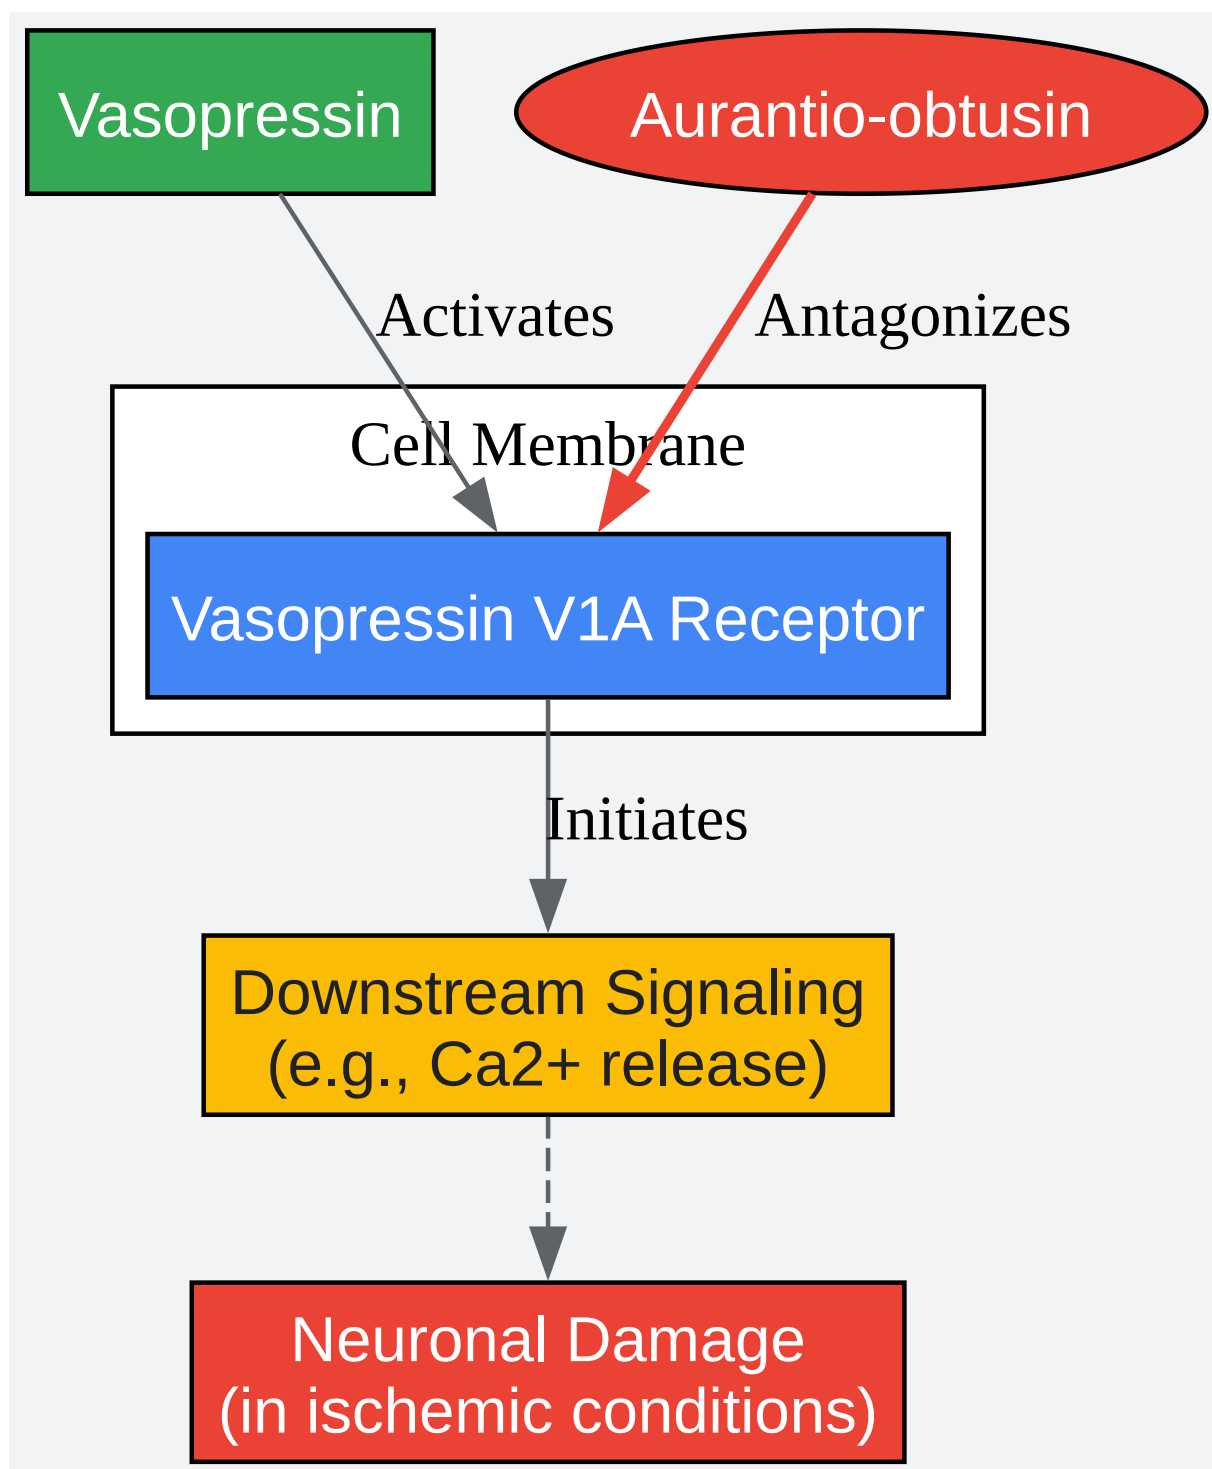 Vasopressin
Aurantio-obtusin
Activates
Antagonizes
Cell Membrane
Vasopressin V1A Receptor
Initiates
Downstream Signaling
(e.g., Ca2+ release)
Neuronal Damage
(in ischemic conditions)